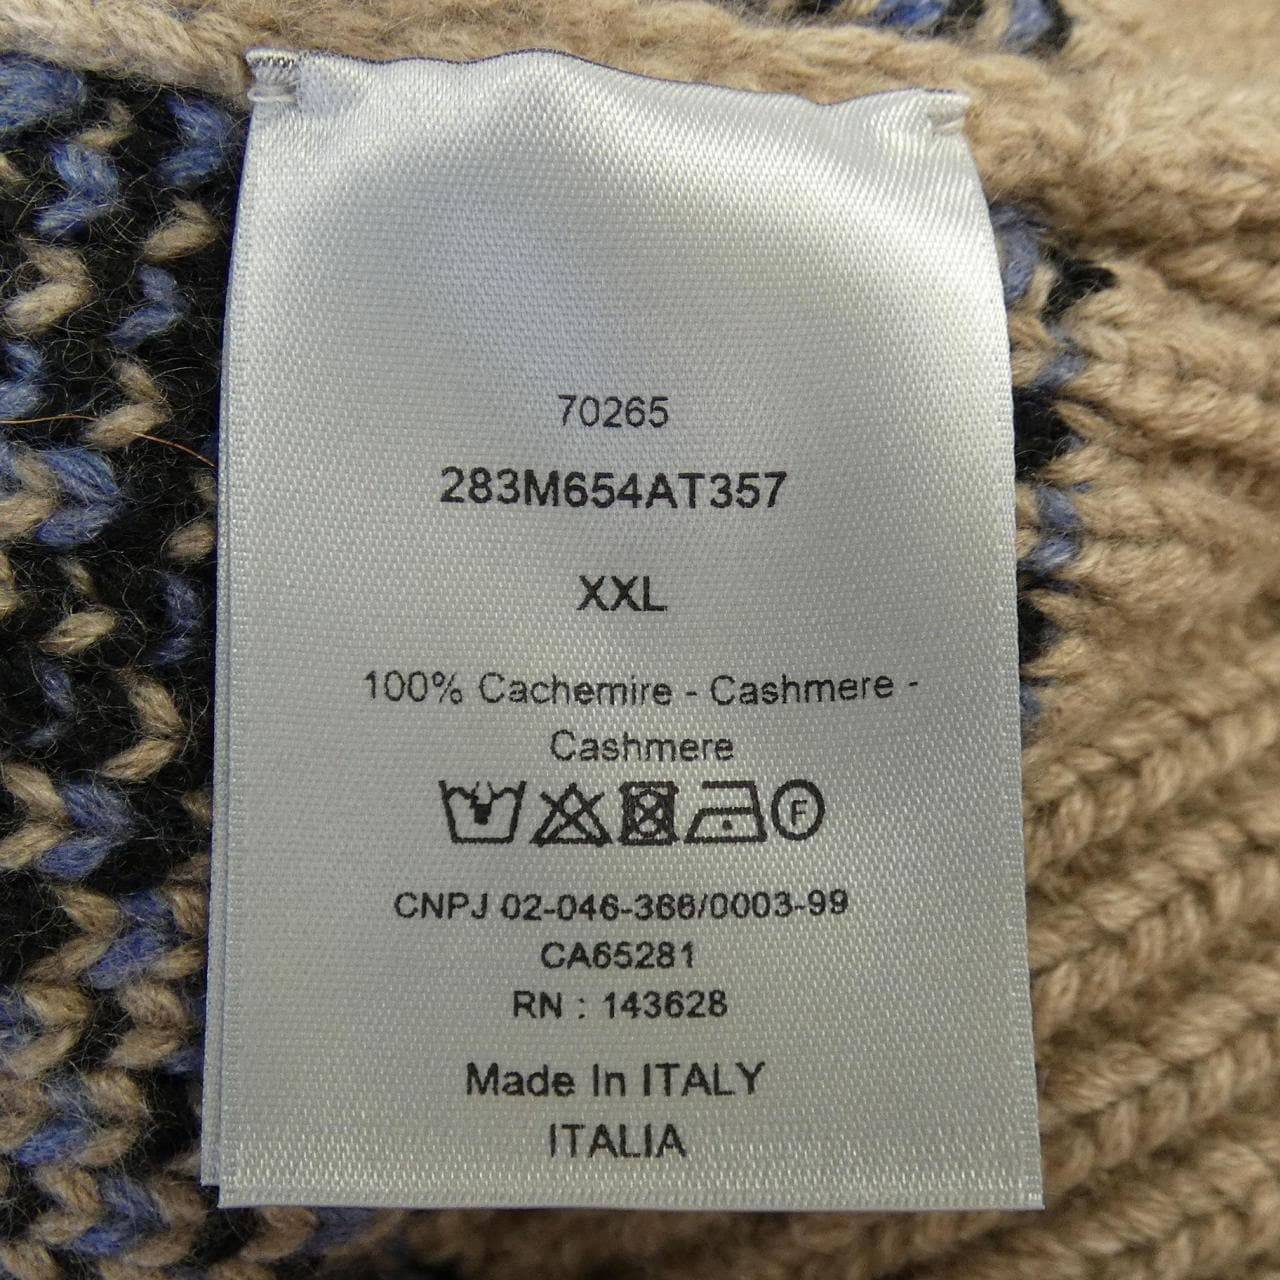 70265
283M654AT357
XXL
100% Cachemire - Cashmere -
Cashmere
F
CNPJ 02-046-366/0003-99
CA65281
RN : 143628
Made In ITALY
ITALIA